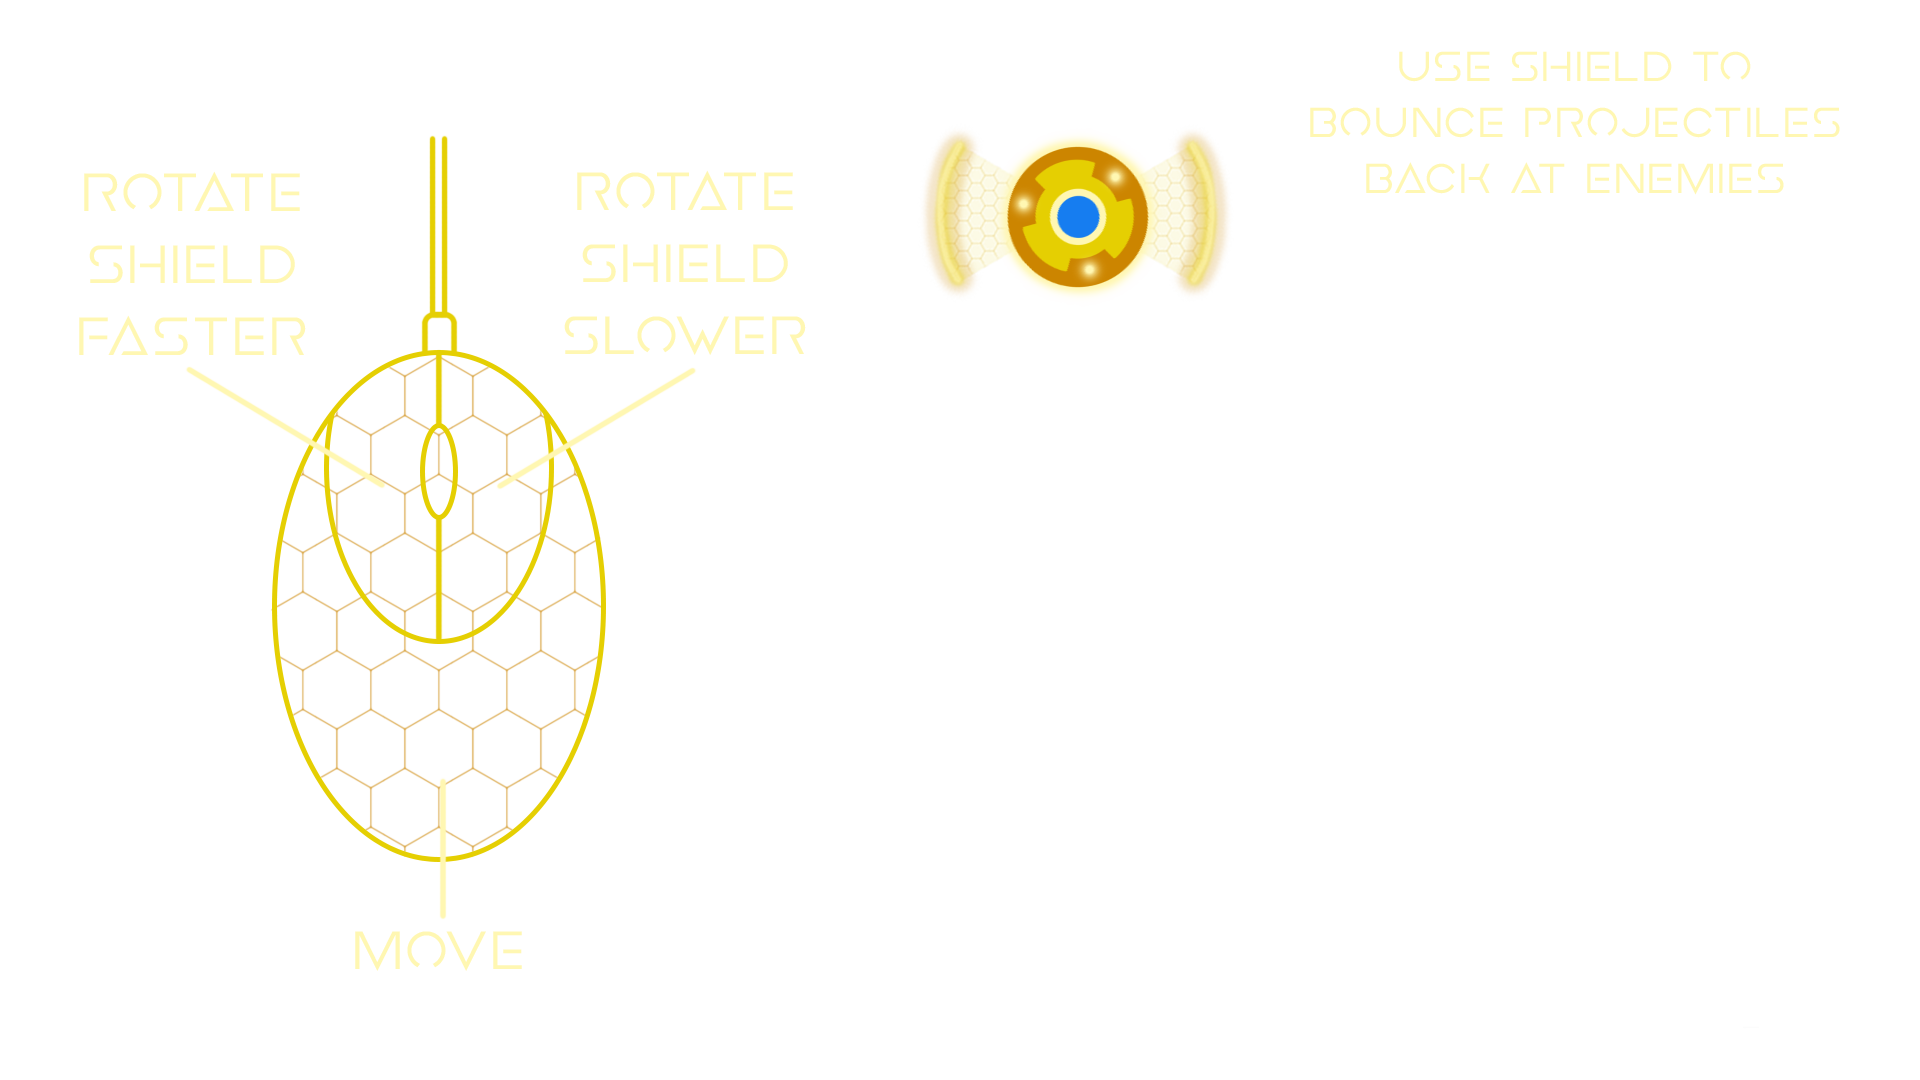 ROTATE
SHIELD
FASTER
ROTATE
SHIELD
SLOWER
MOVE
USE SHIELD TO
BOUNCE PROJECTILES
BACK AT ENEMIES